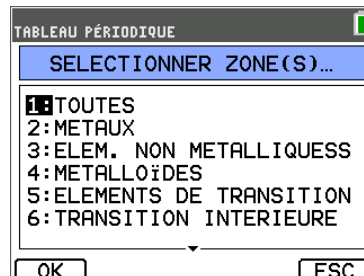 TABLEAU PÉRIODIQUE
SELECTIONNER ZONE(S)…
1:TOUTES
2:METAUX
3:ELEM. NON METALLIQUESS
4:METALLOïDES
5:ELEMENTS DE TRANSITION
6:TRANSITION INTERIEURE
OK ESC